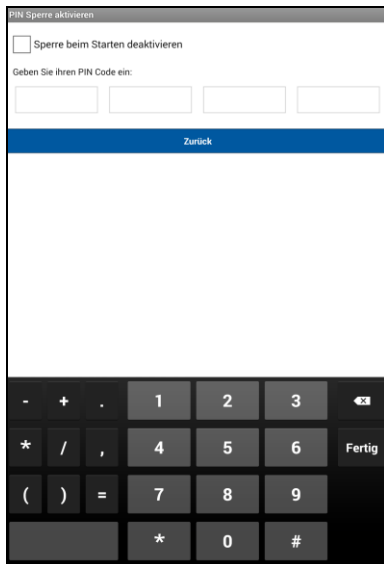 PIN Sperre aktivieren
Sperre beim Starten deaktivieren
Geben Sie ihren PIN Code ein:
Zurück
- + . 1 2 3
* / , 4 5 6 Fertig
( ) = 7 8 9
* 0 #